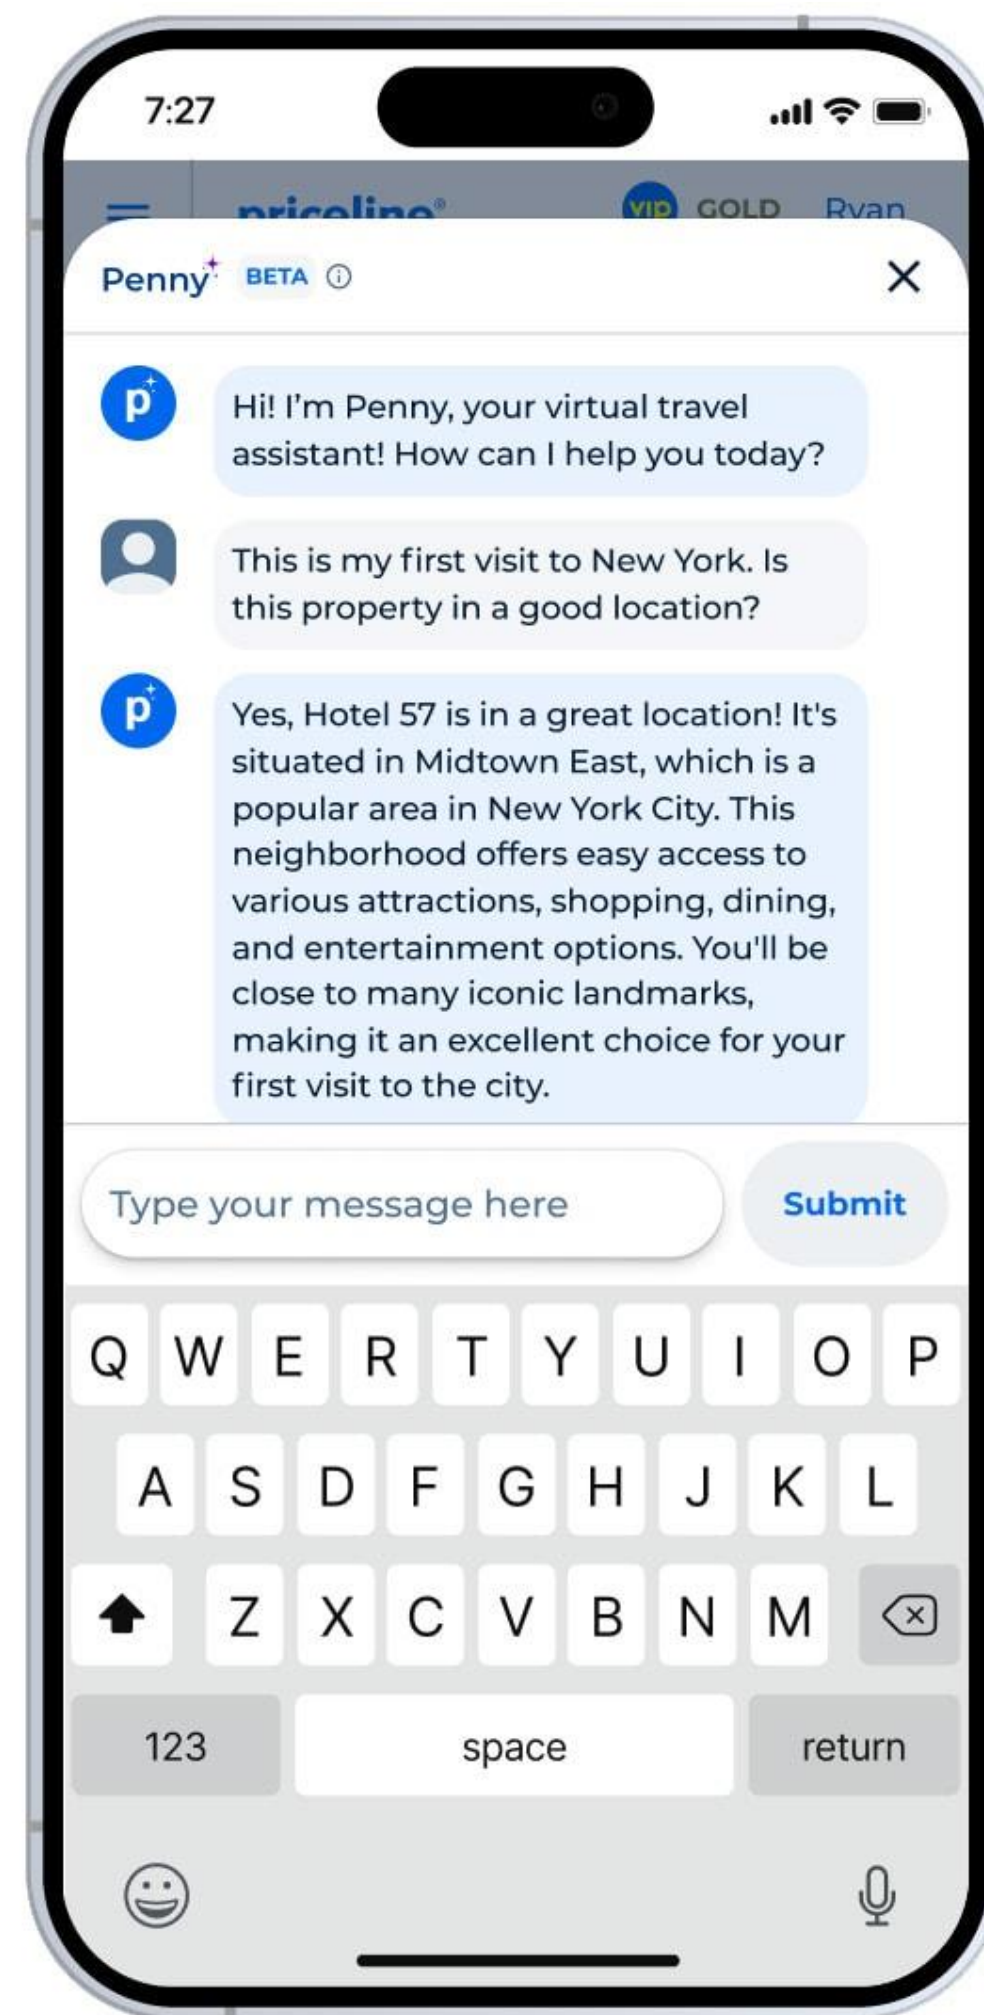 7:27
priceline® VIP GOLD Ryan
Penny BETA
Hi! I’m Penny, your virtual travel
assistant! How can I help you today?
This is my first visit to New York. Is
this property in a good location?
Yes, Hotel 57 is in a great location! It's
situated in Midtown East, which is a
popular area in New York City. This
neighborhood offers easy access to
various attractions, shopping, dining,
and entertainment options. You'll be
close to many iconic landmarks,
making it an excellent choice for your
first visit to the city.
Type your message here Submit
Q W E R T Y U I O P
A S D F G H J K L
Z X C V B N M
123 space return